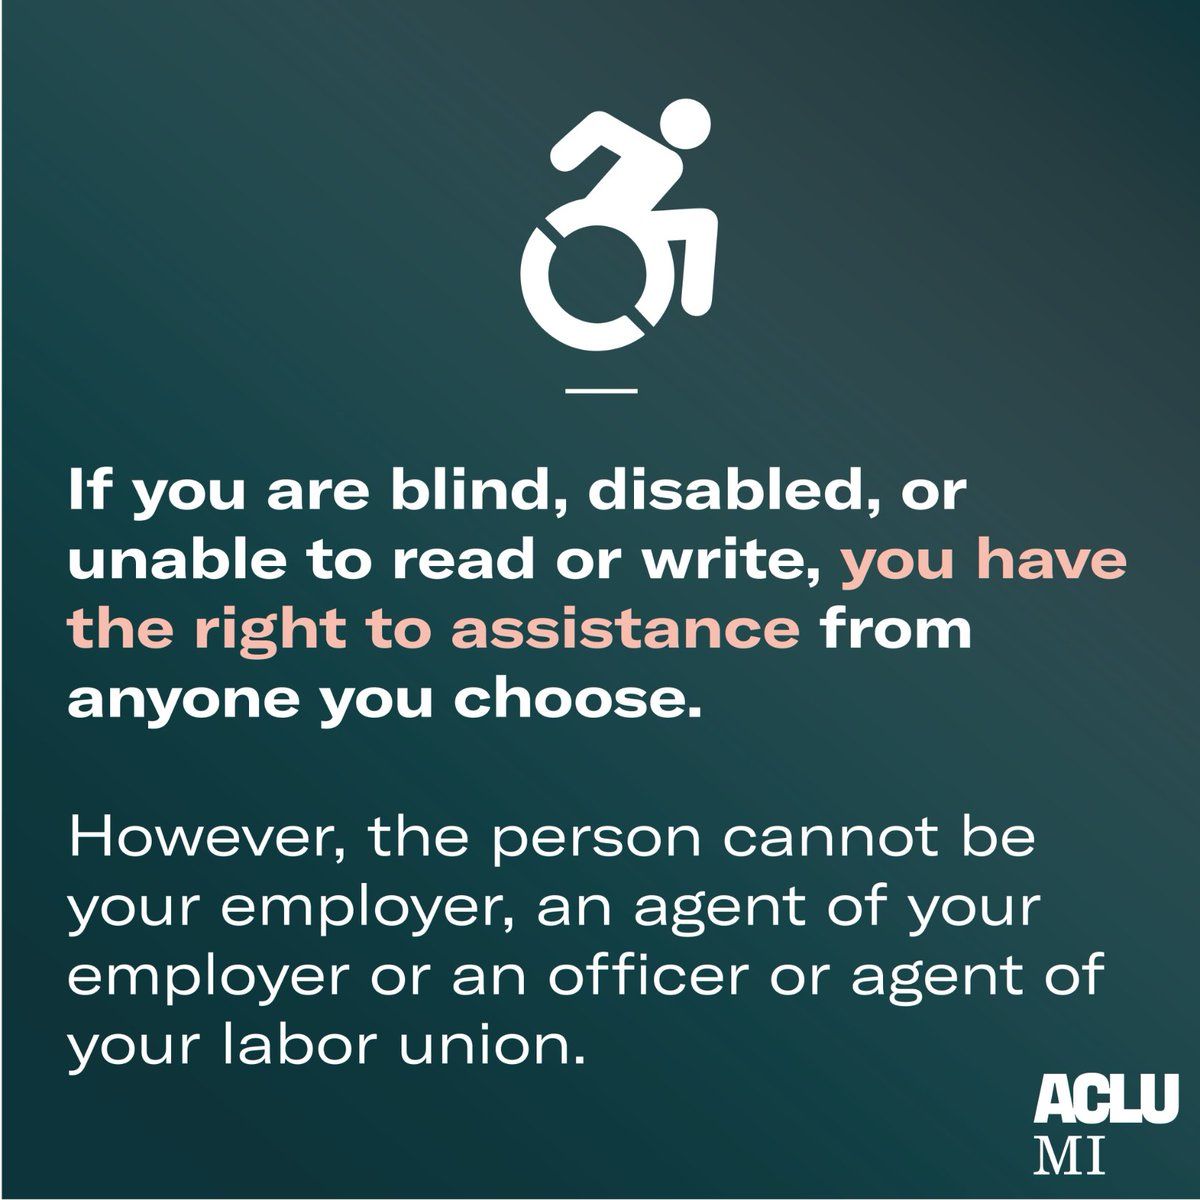 If you are blind, disabled, or
unable to read or write, you have
the right to assistance from
anyone you choose.
However, the person cannot be
your employer, an agent of your
employer or an officer or agent of
your labor union.
ACLU
MI